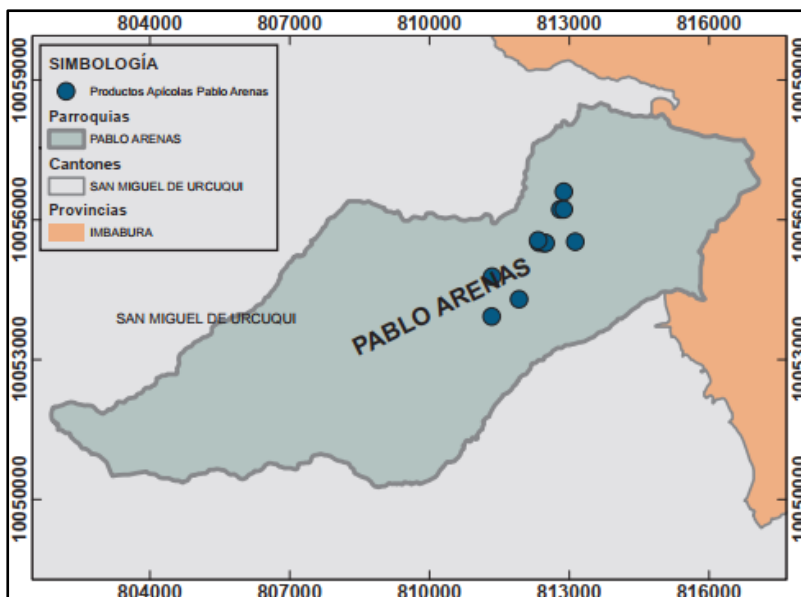 804000 807000 810000 813000 816000
SIMBOLOGÍA
Productos Apícolas Pablo Arenas
Parroquias
PABLO ARENAS
Cantones
SAN MIGUEL DE URCUQUI
Provincias
IMBABURA
10059000
10056000
10053000
10050000
10059000
10056000
10053000
10050000
SAN MIGUEL DE URCUQUI
PABLO ARENAS
804000 807000 810000 813000 816000